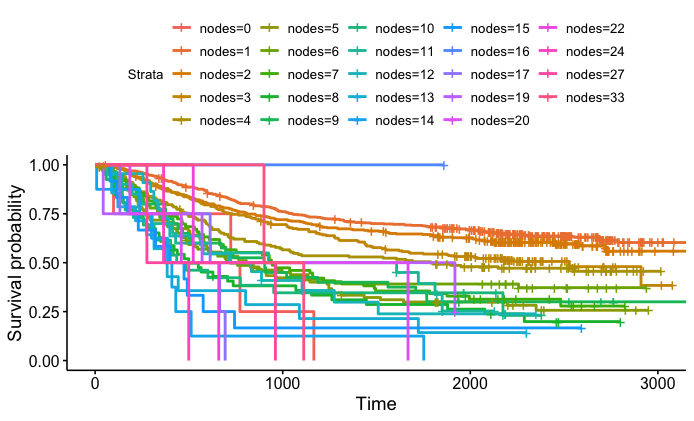 nodes=0 nodes=5 nodes=10 nodes=15 nodes=22
nodes=1 nodes=6 nodes=11 nodes=16 nodes=24
Strata nodes=2 nodes=7 nodes=12 nodes=17 nodes=27
nodes=3 nodes=8 nodes=13 nodes=19 nodes=33
nodes=4 nodes=9 nodes=14 nodes=20
1.00
0.75
0.50
0.25
0.00
Survival probability
0 1000 2000 3000
Time